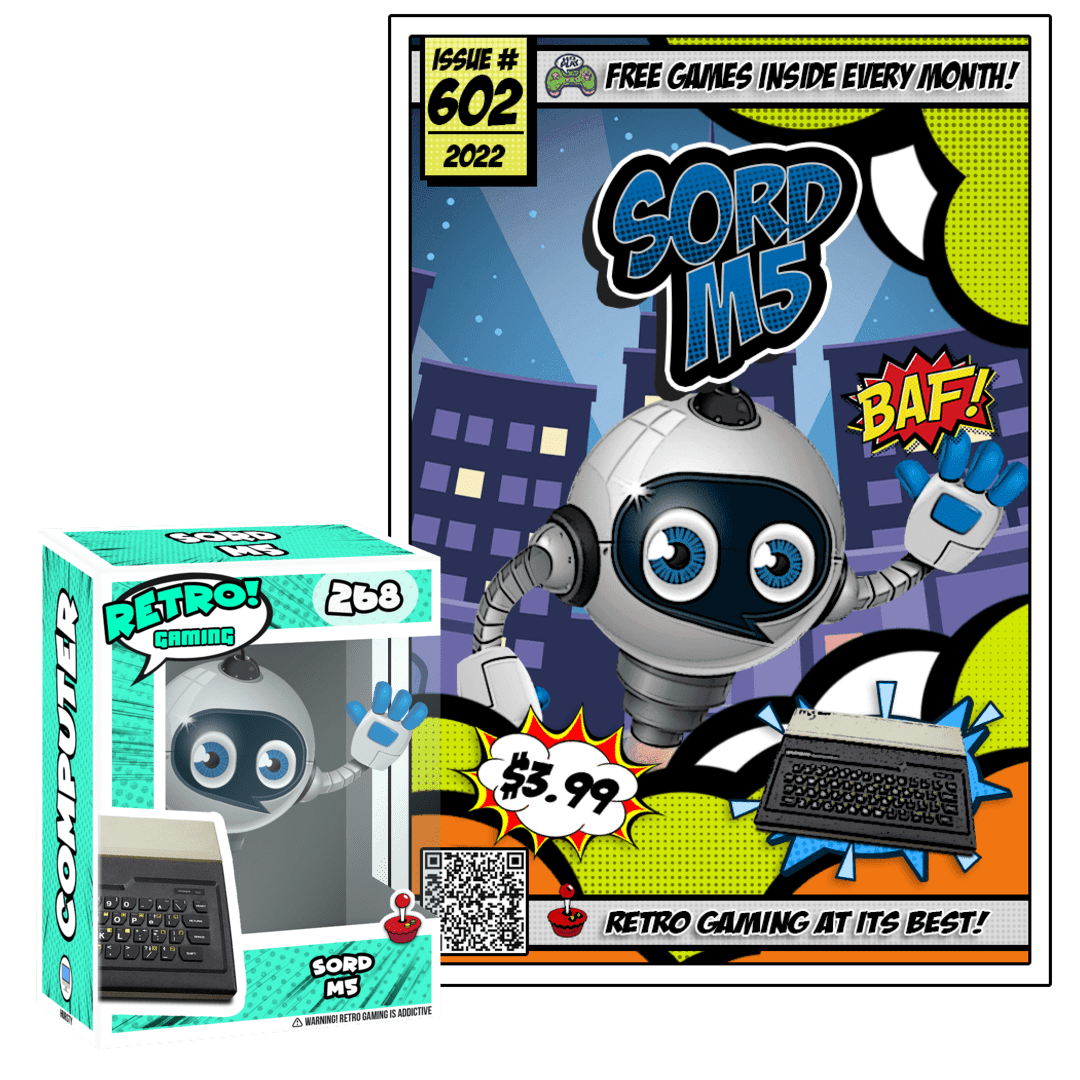 ISSUE #
602
2022
FREE GAMES INSIDE EVERY MONTH!
SORD
M5
BAF!
$3.99
RETRO GAMING AT ITS BEST!
SORD
M5
RETRO!
GAMING
268
COMPUTER
SORD
M5
WARNING! RETRO GAMING IS ADDICTIVE